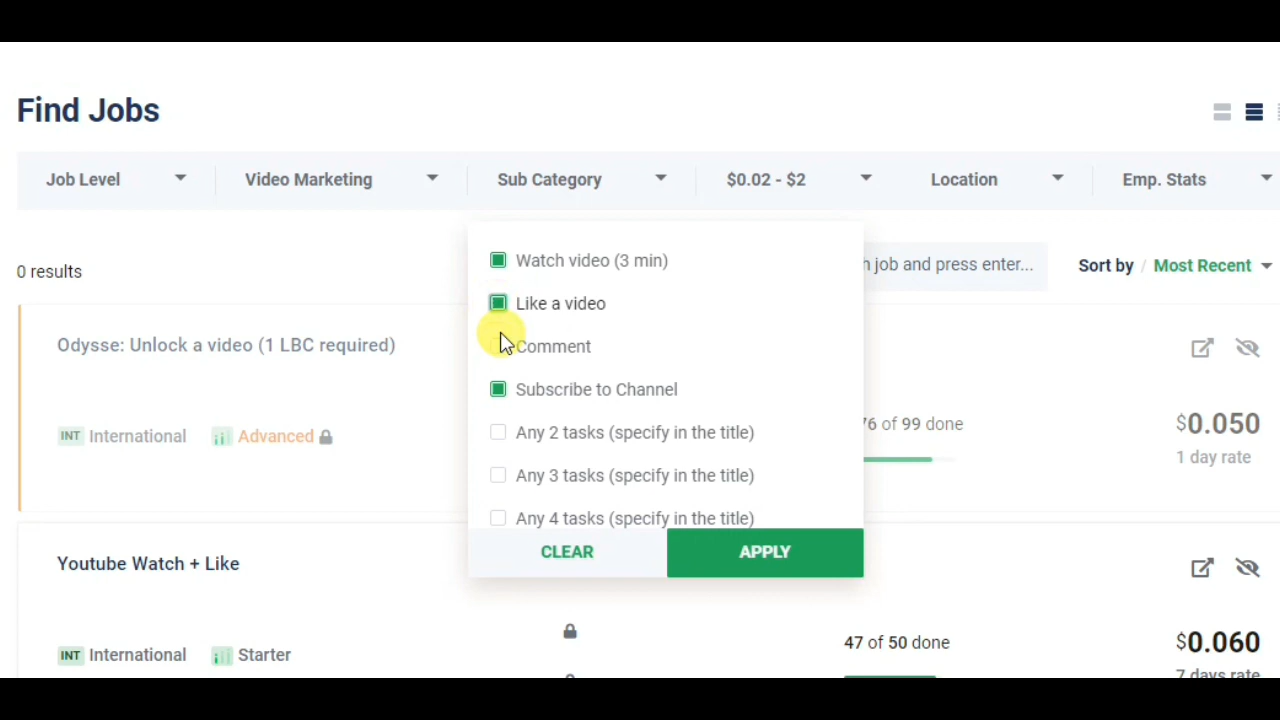 Find Jobs
Job Level
Video Marketing
Sub Category
$0.02 - $2
Location
Emp. Stats
Watch video (3 min)
0 results
job and press enter...
Sort by / Most Recent
Like a video
Odysse: Unlock a video (1 LBC required)
Comment
Subscribe to Channel
INT International
Advanced
76 of 99 done
$0.050
1 day rate
Any 2 tasks (specify in the title)
Any 3 tasks (specify in the title)
Any 4 tasks (specify in the title)
CLEAR
APPLY
Youtube Watch + Like
INT International
Starter
47 of 50 done
$0.060
7 days rate